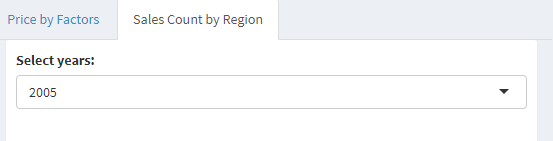 Price by Factors Sales Count by Region
Select years:
2005